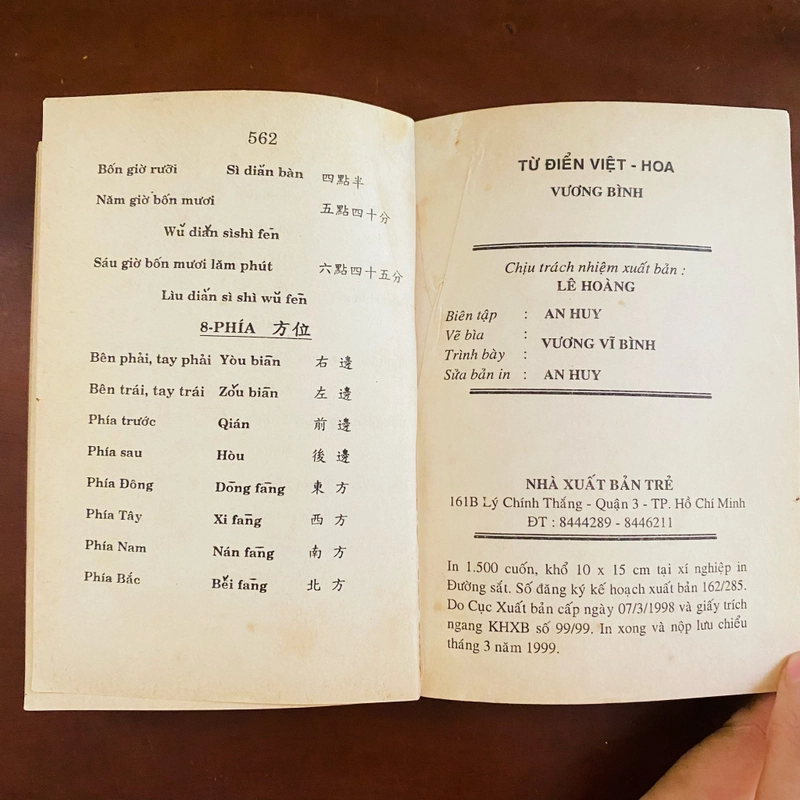 562
Bốn giờ rưỡi Sì diǎn bàn 四點半
Năm giờ bốn mươi 五點四十分
Wǔ diǎn sìshì fēn
Sáu giờ bốn mươi lăm phút 六點四十五分
Lìu diǎn sì shì wǔ fēn
8-PHÍA 方位
Bên phải, tay phải Yòu biān 右邊
Bên trái, tay trái Zǒu biān 左邊
Phía trước Qián 前邊
Phía sau Hòu 後邊
Phía Đông Dōng fāng 東方
Phía Tây Xi fāng 西方
Phía Nam Nán fāng 南方
Phía Bắc Běi fāng 北方
TỪ ĐIỂN VIỆT - HOA
VƯƠNG BÌNH
Chịu trách nhiệm xuất bản :
LÊ HOÀNG
Biên tập : AN HUY
Vẽ bìa :
VƯƠNG VĨ BÌNH
Trình bày :
Sửa bản in : AN HUY
NHÀ XUẤT BẢN TRẺ
161B Lý Chính Thắng - Quận 3 - TP. Hồ Chí Minh
ĐT : 8444289 - 8446211
In 1.500 cuốn, khổ 10 x 15 cm tại xí nghiệp in
Đường sắt. Số đăng ký kế hoạch xuất bản 162/285.
Do Cục Xuất bản cấp ngày 07/3/1998 và giấy trích
ngang KHXB số 99/99. In xong và nộp lưu chiểu
tháng 3 năm 1999.